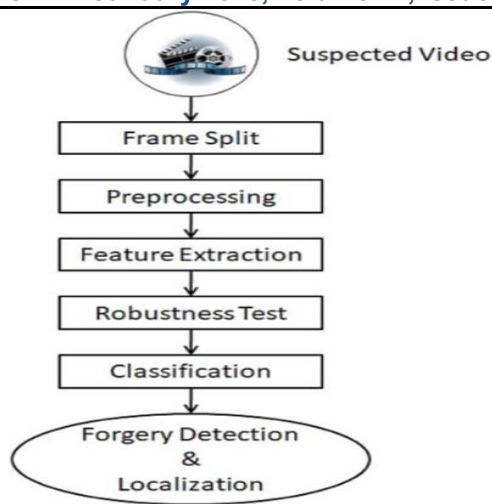 Suspected Video
Frame Split
Preprocessing
Feature Extraction
Robustness Test
Classification
Forgery Detection
&
Localization